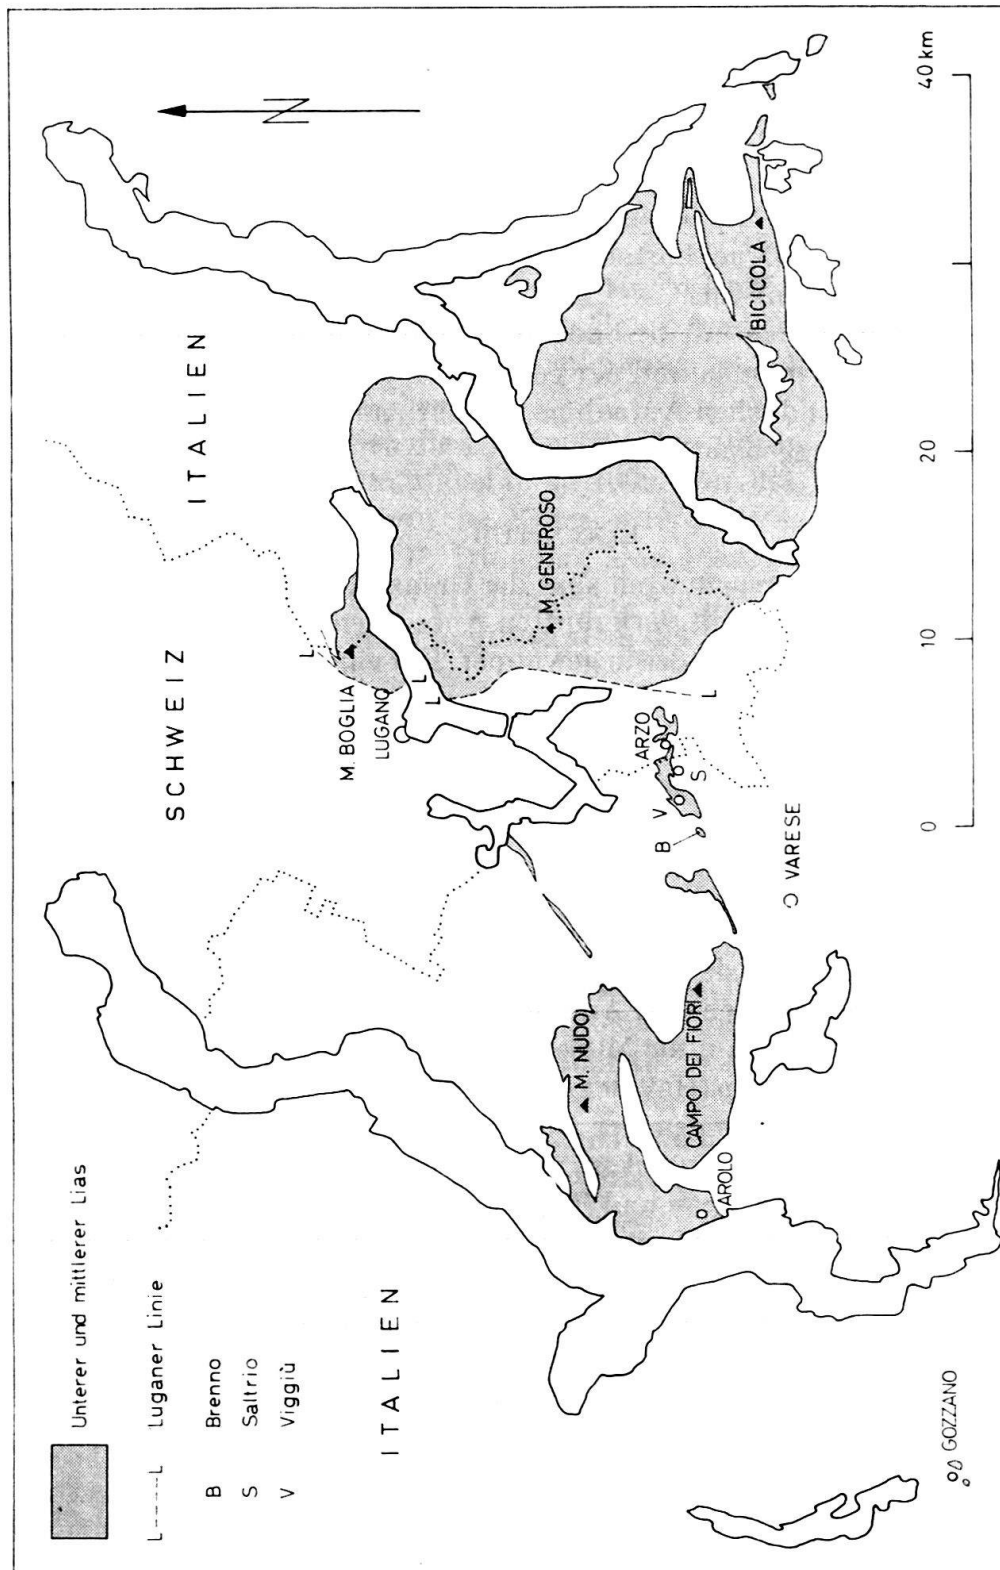 Unterer und mittlerer Lias
L----L Luganer Linie
B Brenno
S Saltrio
V Viggiù
ITALIEN
SCHWEIZ
ITALIEN
N
M. BOGLIA
LUGANO
L
L
L
L
M. GENEROSO
BICICOLA
ARZO
S
V
B
VARESE
M. NUDO
CAMPO DEI FIORI
AROLO
GOZZANO
0 10 20 40 km